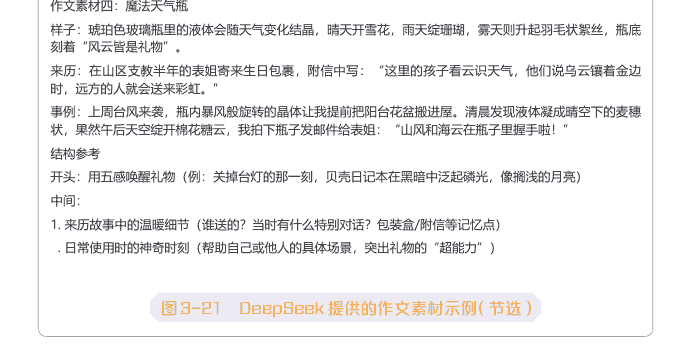 作文素材四：魔法天气瓶
样子：琥珀色玻璃瓶里的液体会随天气变化结晶，晴天开雪花，雨天绽珊瑚，雾天则升起羽毛状絮丝，瓶底
刻着“风云皆是礼物”。
来历：在山区支教半年的表姐寄来生日包裹，附信中写：“这里的孩子看云识天气，他们说乌云镶着金边
时，远方的人就会送来彩虹。”
事例：上周台风来袭，瓶内暴风般旋转的晶体让我提前把阳台花盆搬进屋。清晨发现液体凝成晴空下的麦穗
状，果然午后天空绽开棉花糖云，我拍下瓶子发邮件给表姐：“山风和海云在瓶子里握手啦！”
结构参考
开头：用五感唤醒礼物（例：关掉台灯的那一刻，贝壳日记本在黑暗中泛起磷光，像搁浅的月亮）
中间：
1. 来历故事中的温暖细节（谁送的？当时有什么特别对话？包装盒/附信等记忆点）
. 日常使用时的神奇时刻（帮助自己或他人的具体场景，突出礼物的“超能力”）
图 3-21 DeepSeek 提供的作文素材示例（节选）